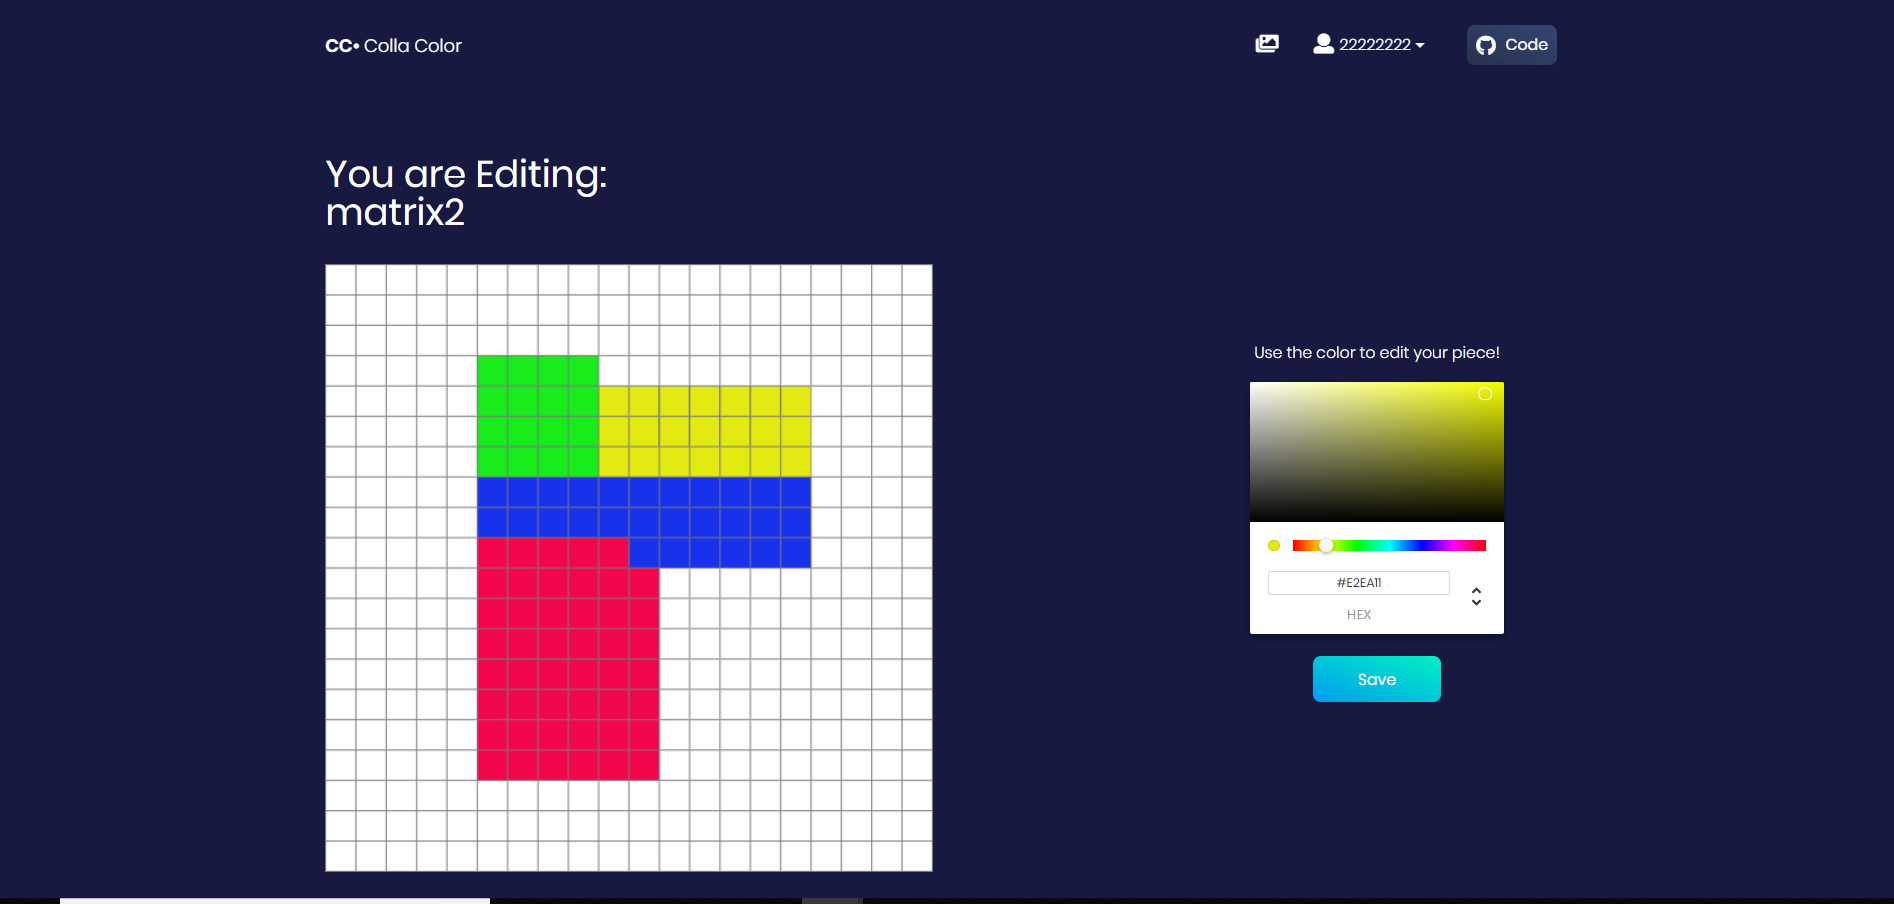 CC• Colla Color
22222222
Code
You are Editing:
matrix2
Use the color to edit your piece!
#E2EA11
HEX
Save